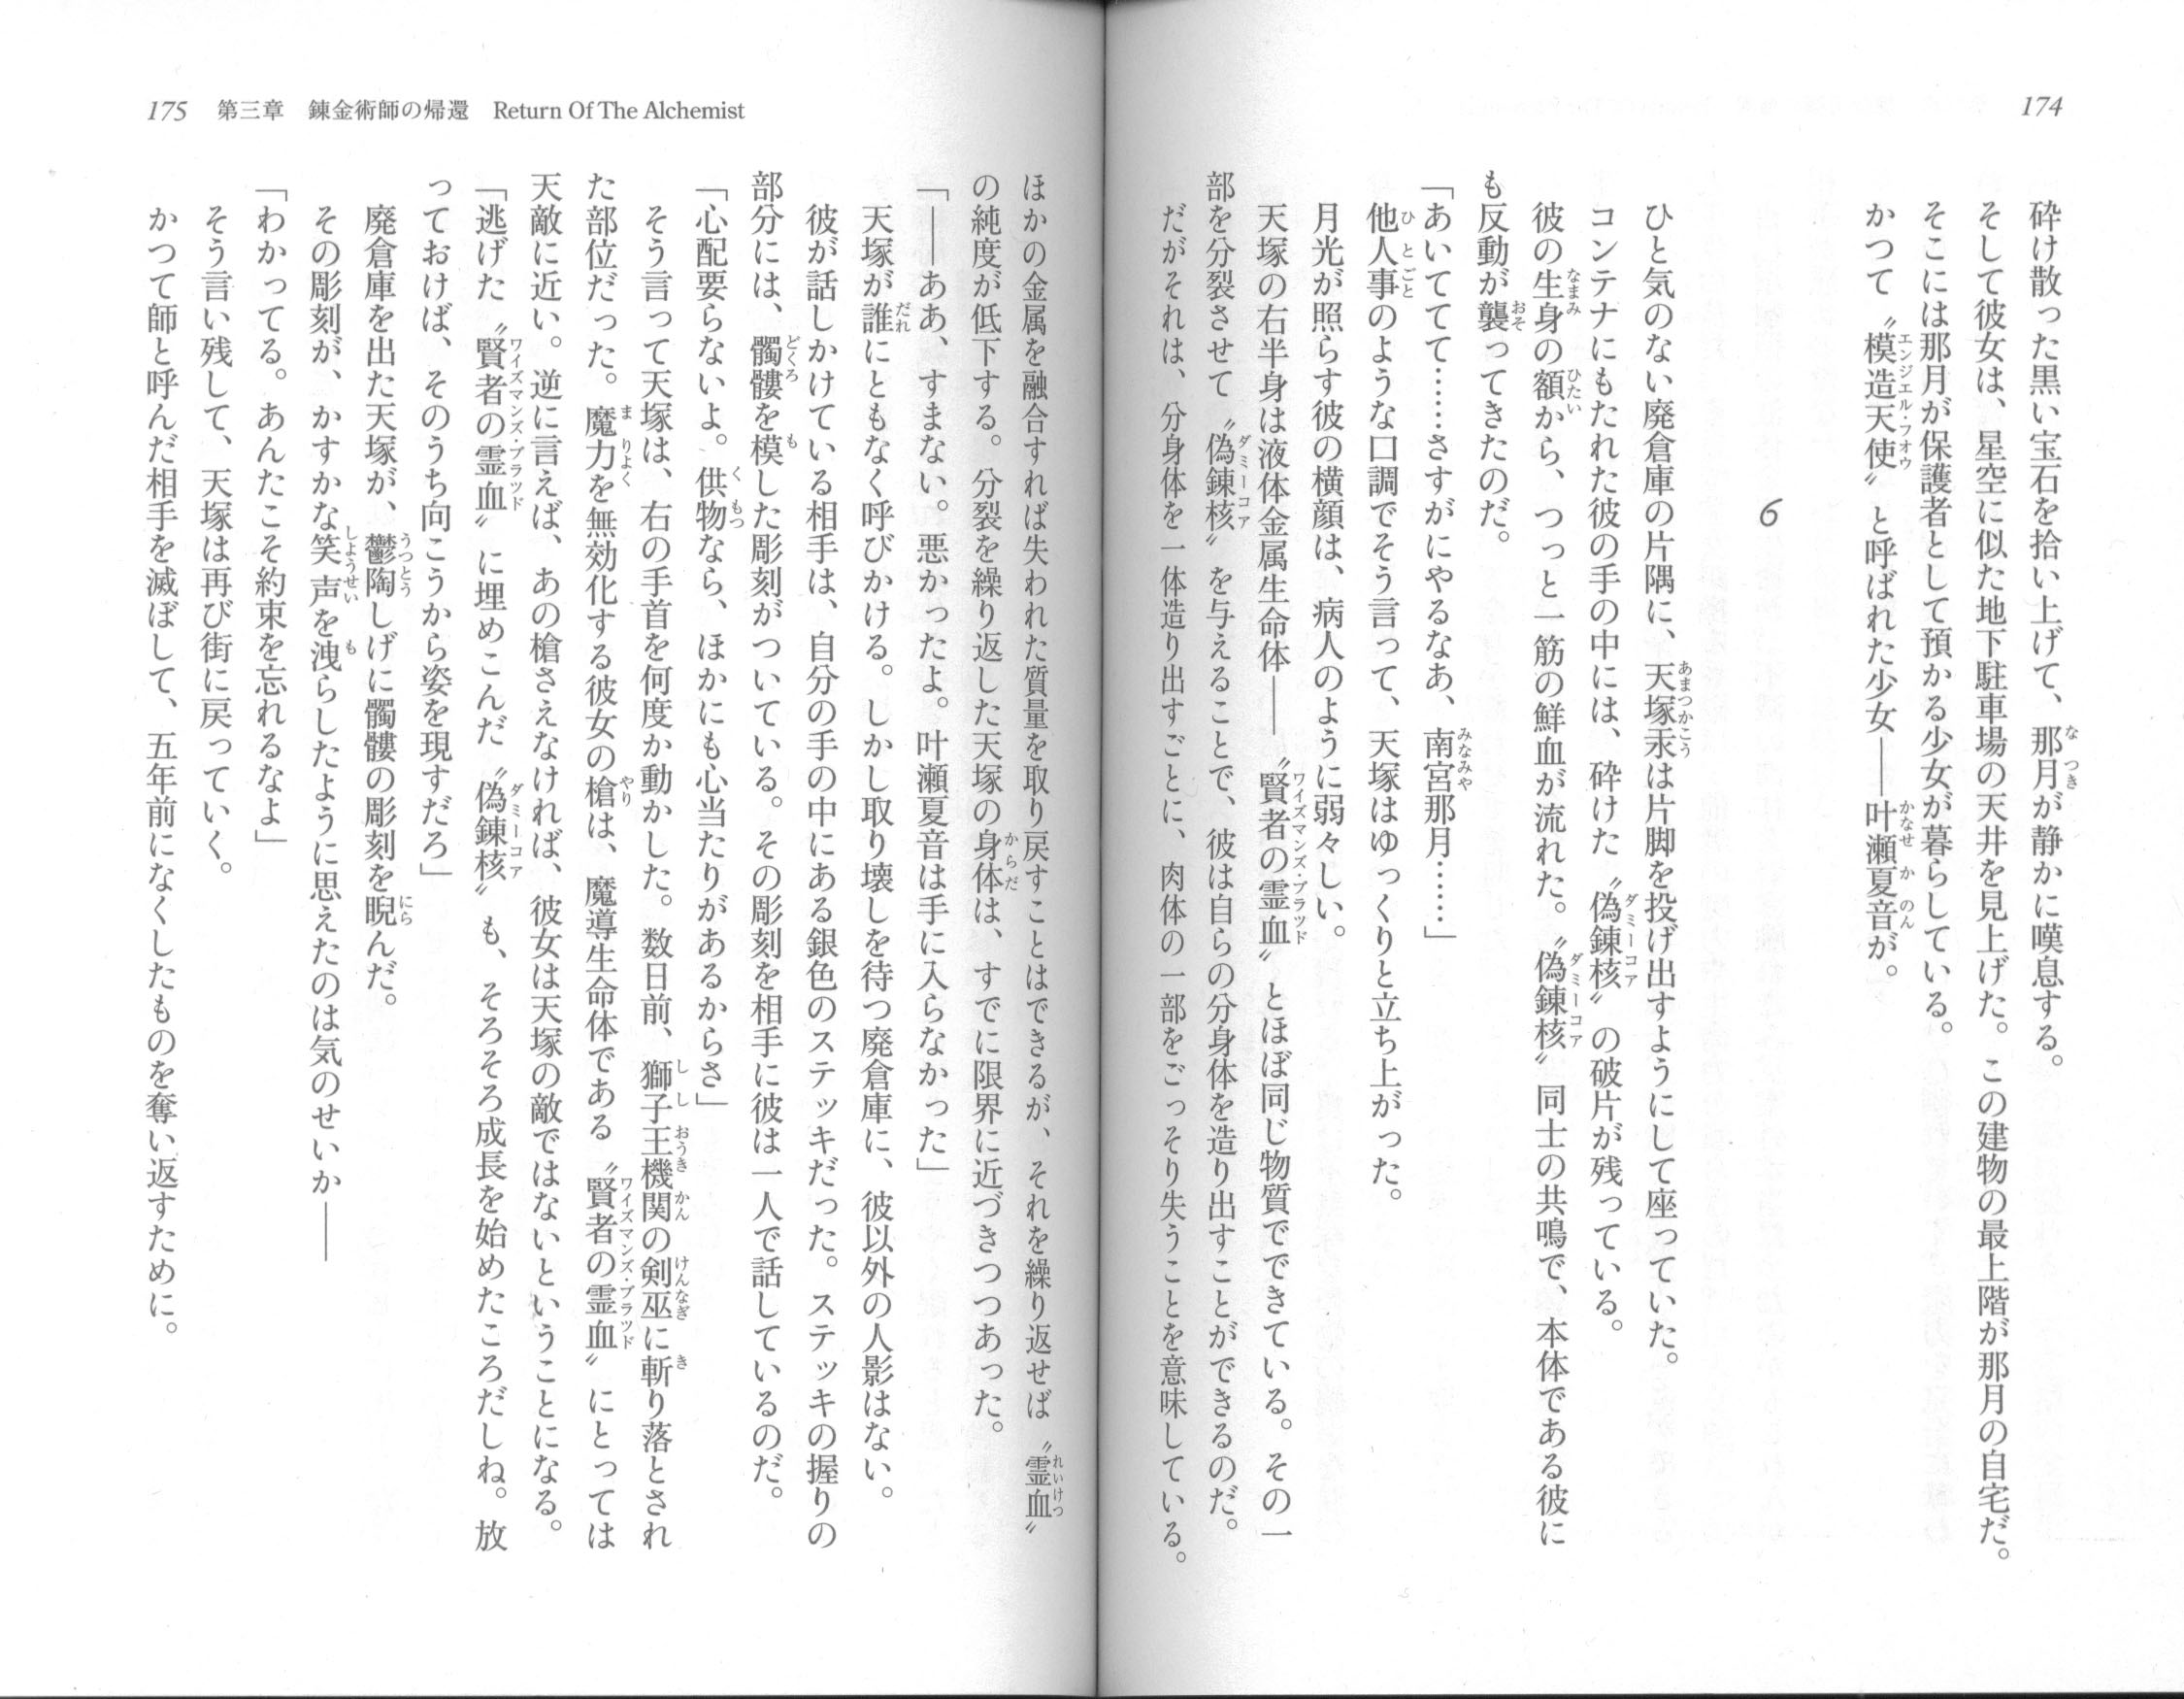 174
砕け散った黒い宝石を拾い上げて、那月が静かに嘆息する。
そして彼女は、星空に似た地下駐車場の天井を見上げた。この建物の最上階が那月の自宅だ。
そこには那月が保護者として預かる少女が暮らしている。
かつて〝模造天使〟と呼ばれた少女――叶瀬夏音が。
6
ひと気のない廃倉庫の片隅に、天塚汞は片脚を投げ出すようにして座っていた。
コンテナにもたれた彼の手の中には、砕けた〝偽錬核〟の破片が残っている。
彼の生身の額から、つっと一筋の鮮血が流れた。〝偽錬核〟同士の共鳴で、本体である彼に
も反動が襲ってきたのだ。
「あいててて……さすがにやるなあ、南宮那月……」
他人事のような口調でそう言って、天塚はゆっくりと立ち上がった。
月光が照らす彼の横顔は、病人のように弱々しい。
天塚の右半身は液体金属生命体――〝賢者の霊血〟とほぼ同じ物質でできている。その一
部を分裂させて〝偽錬核〟を与えることで、彼は自らの分身体を造り出すことができるのだ。
だがそれは、分身体を一体造り出すごとに、肉体の一部をごっそり失うことを意味している。
175 第三章 錬金術師の帰還 Return Of The Alchemist
ほかの金属を融合すれば失われた質量を取り戻すことはできるが、それを繰り返せば〝霊血〟
の純度が低下する。分裂を繰り返した天塚の身体は、すでに限界に近づきつつあった。
「――ああ、すまない。悪かったよ。叶瀬夏音は手に入らなかった」
天塚が誰にともなく呼びかける。しかし取り壊しを待つ廃倉庫に、彼以外の人影はない。
彼が話しかけている相手は、自分の手の中にある銀色のステッキだった。ステッキの握りの
部分には、髑髏を模した彫刻がついている。その彫刻を相手に彼は一人で話しているのだ。
「心配要らないよ。供物なら、ほかにも心当たりがあるからさ」
そう言って天塚は、右の手首を何度か動かした。数日前、獅子王機関の剣巫に斬り落とされ
た部位だった。魔力を無効化する彼女の槍は、魔導生命体である〝賢者の霊血〟にとっては
天敵に近い。逆に言えば、あの槍さえなければ、彼女は天塚の敵ではないということになる。
「逃げた〝賢者の霊血〟に埋めこんだ〝偽錬核〟も、そろそろ成長を始めたころだしね。放
っておけば、そのうち向こうから姿を現すだろ」
廃倉庫を出た天塚が、鬱陶しげに髑髏の彫刻を睨んだ。
その彫刻が、かすかな笑声を洩らしたように思えたのは気のせいか――
「わかってる。あんたこそ約束を忘れるなよ」
そう言い残して、天塚は再び街に戻っていく。
かつて師と呼んだ相手を滅ぼして、五年前になくしたものを奪い返すために。